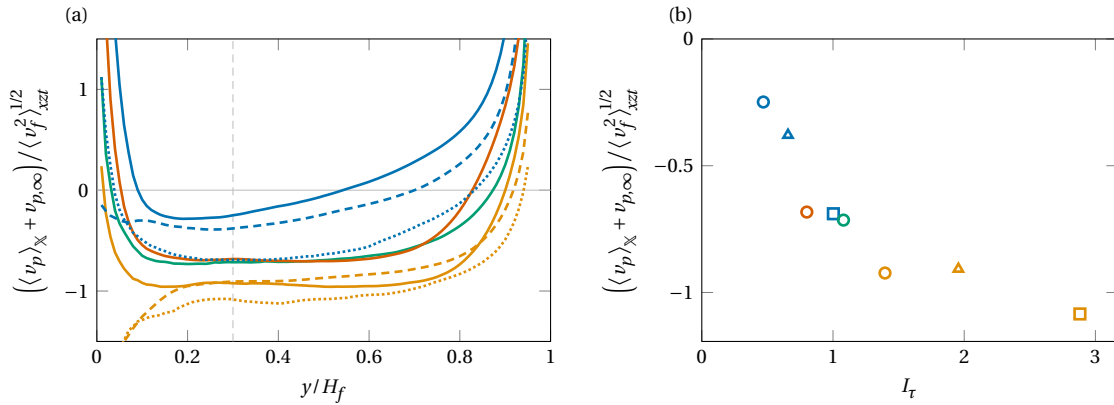 (a)
(b)
1
0
−1
0
0.2
0.4
0.6
0.8
1
y/H_f
(⟨v_p⟩_𝕏 + v_{p,∞}) / ⟨v_f^2⟩_{xzt}^{1/2}
0
−0.5
−1
0
1
2
3
I_τ
(⟨v_p⟩_𝕏 + v_{p,∞}) / ⟨v_f^2⟩_{xzt}^{1/2}